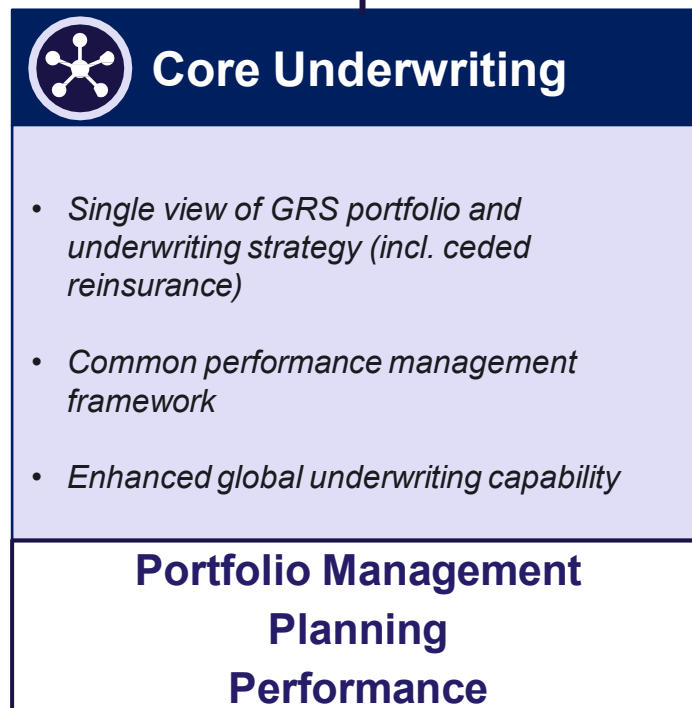 Core Underwriting
• Single view of GRS portfolio and
underwriting strategy (incl. ceded
reinsurance)
• Common performance management
framework
• Enhanced global underwriting capability
Portfolio Management
Planning
Performance